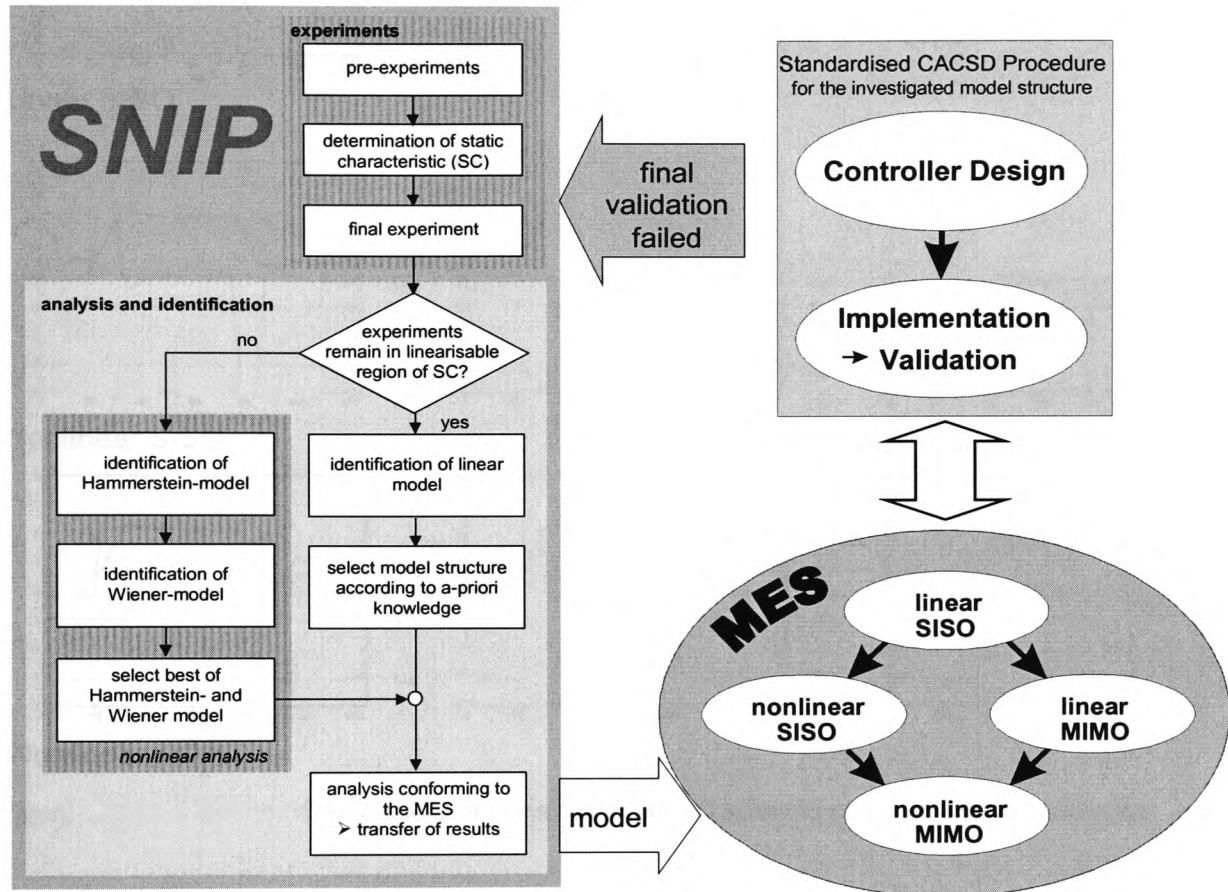 SNIP
experiments
pre-experiments
determination of static
characteristic (SC)
final experiment
analysis and identification
experiments
remain in linearisable
region of SC?
no
yes
identification of
Hammerstein-model
identification of
Wiener-model
select best of
Hammerstein- and
Wiener model
nonlinear analysis
identification of linear
model
select model structure
according to a-priori
knowledge
analysis conforming to
the MES
➢ transfer of results
model
final
validation
failed
Standardised CACSD Procedure
for the investigated model structure
Controller Design
Implementation
→ Validation
MES
linear
SISO
nonlinear
SISO
linear
MIMO
nonlinear
MIMO